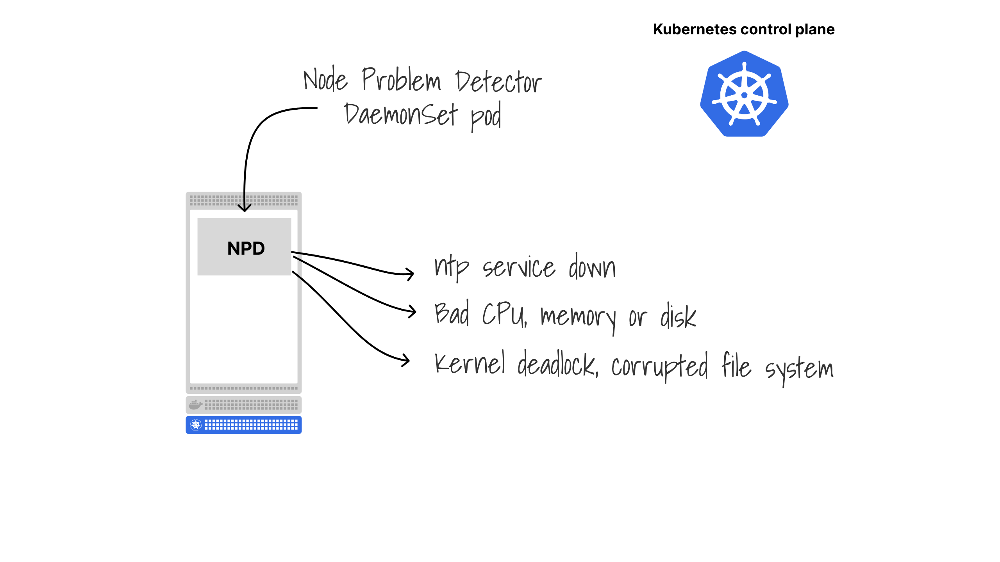 Kubernetes control plane
Node Problem Detector
DaemonSet pod
NPD
ntp service down
Bad CPU, memory or disk
Kernel deadlock, corrupted file system